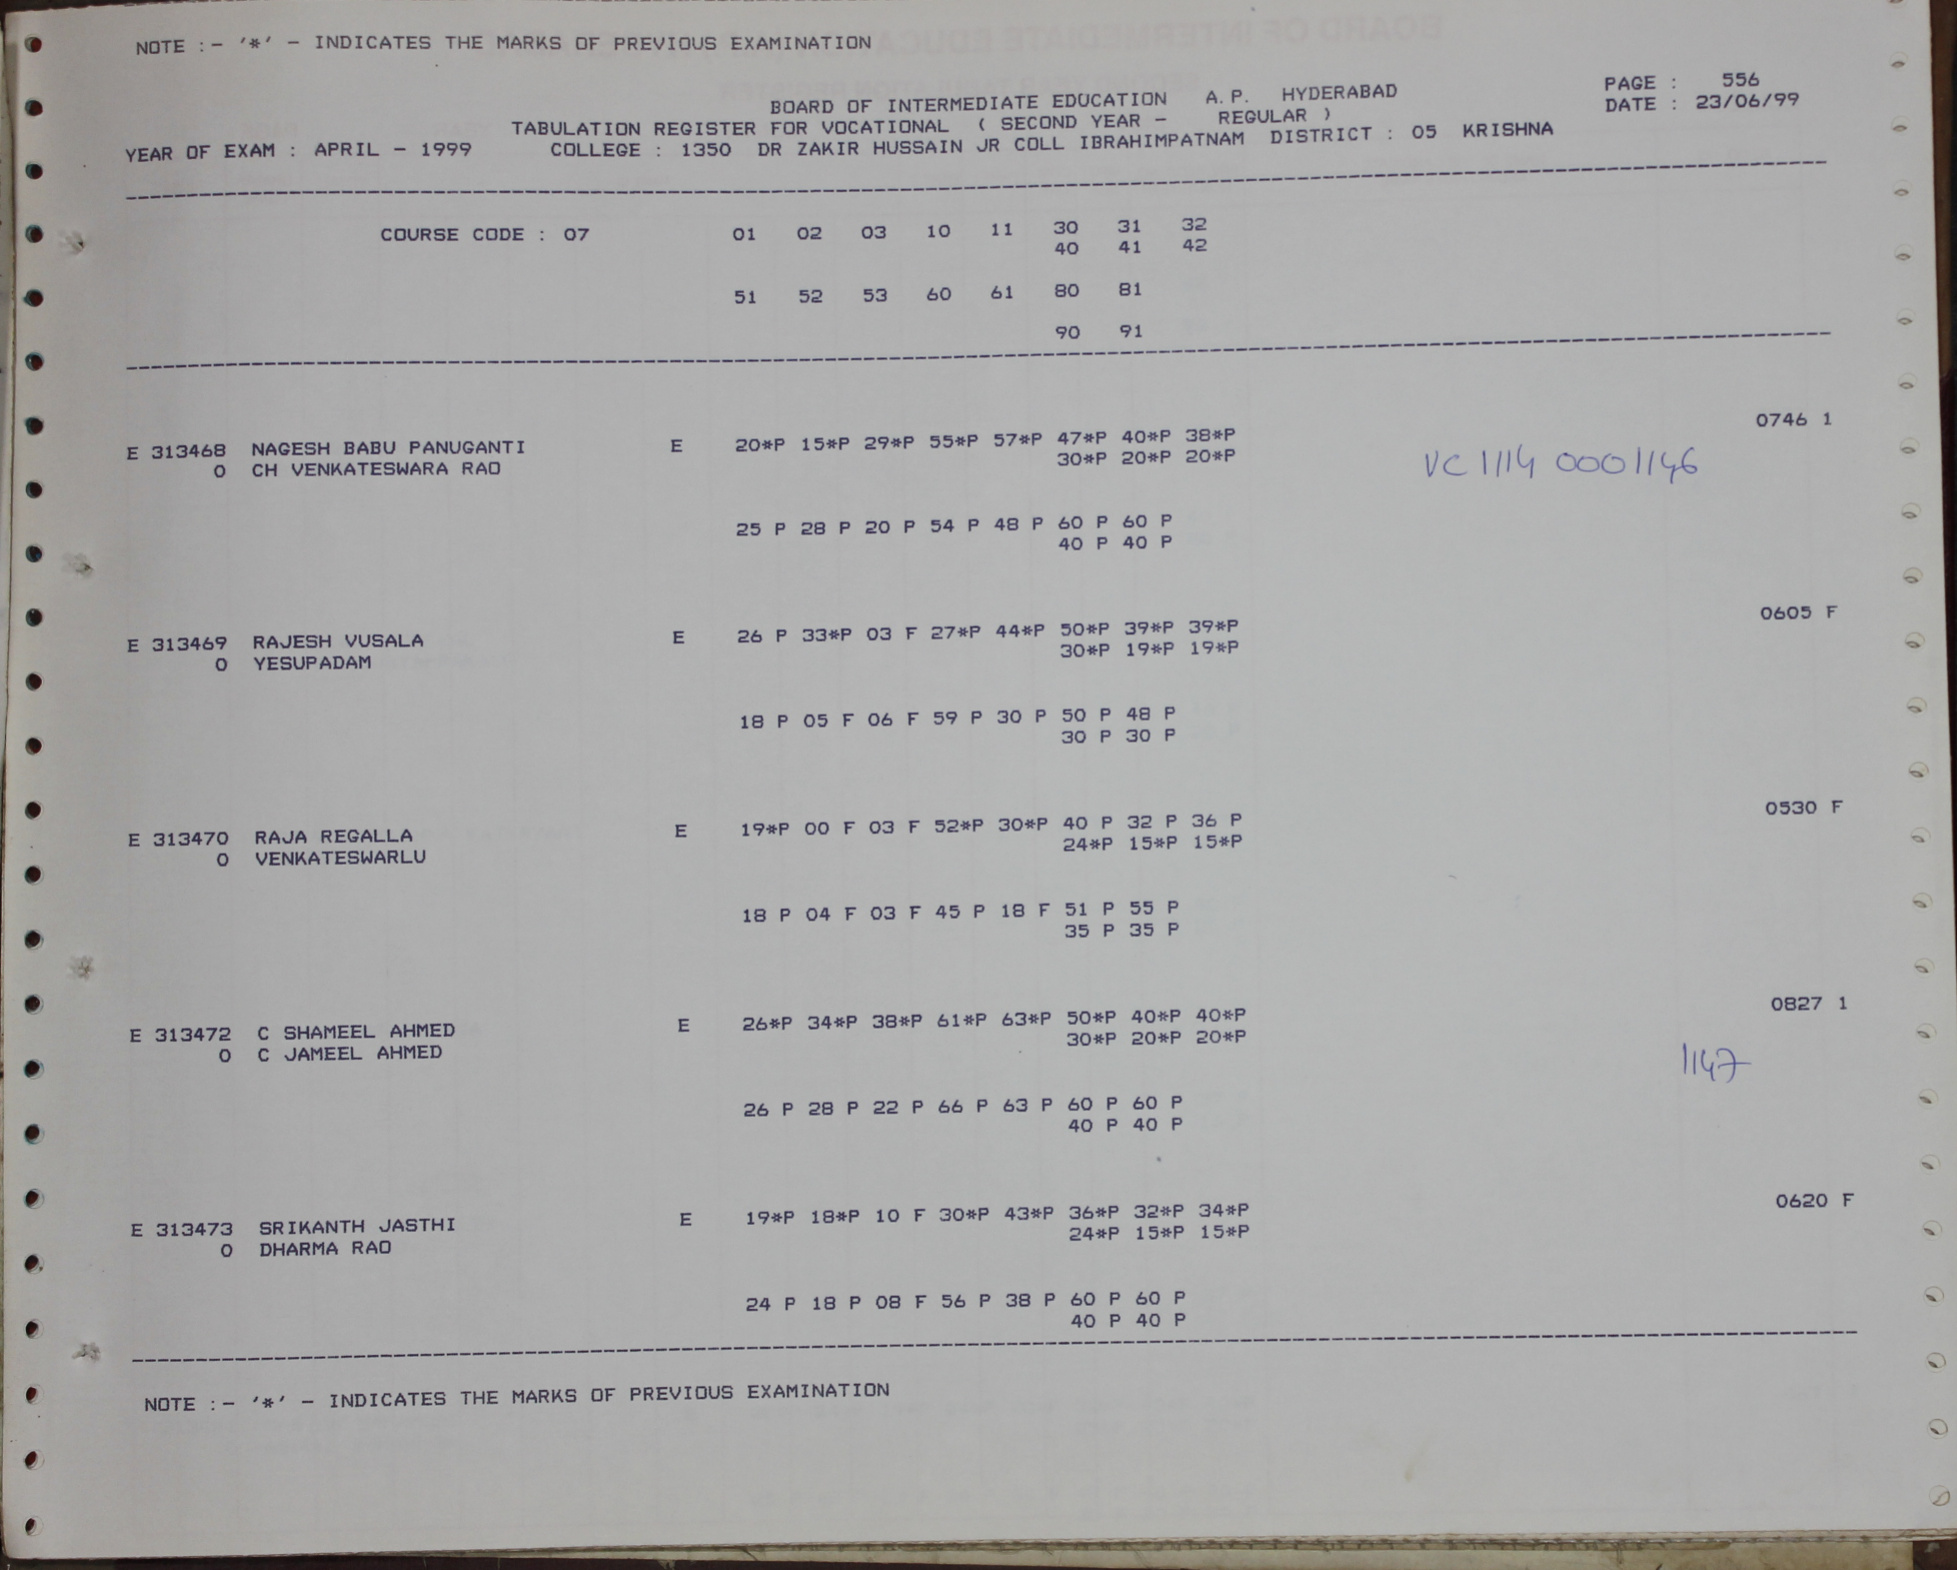 NOTE :- '*' - INDICATES THE MARKS OF PREVIOUS EXAMINATION
BOARD OF INTERMEDIATE EDUCATION A.P. HYDERABAD PAGE : 556
TABULATION REGISTER FOR VOCATIONAL ( SECOND YEAR - REGULAR ) DATE : 23/06/99
YEAR OF EXAM : APRIL - 1999 COLLEGE : 1350 DR ZAKIR HUSSAIN JR COLL IBRAHIMPATNAM DISTRICT : 05 KRISHNA
COURSE CODE : 07 01 02 03 10 11 30 31 32
40 41 42
51 52 53 60 61 80 81
90 91
E 313468 NAGESH BABU PANUGANTI E 20*P 15*P 29*P 55*P 57*P 47*P 40*P 38*P 0746 1
0 CH VENKATESWARA RAO 30*P 20*P 20*P VC 1114 0001146
25 P 28 P 20 P 54 P 48 P 60 P 60 P
40 P 40 P
E 313469 RAJESH VUSALA E 26 P 33*P 03 F 27*P 44*P 50*P 39*P 39*P 0605 F
0 YESUPADAM 30*P 19*P 19*P
18 P 05 F 06 F 59 P 30 P 50 P 48 P
30 P 30 P
E 313470 RAJA REGALLA E 19*P 00 F 03 F 52*P 30*P 40 P 32 P 36 P 0530 F
0 VENKATESWARLU 24*P 15*P 15*P
18 P 04 F 03 F 45 P 18 F 51 P 55 P
35 P 35 P
E 313472 C SHAMEEL AHMED E 26*P 34*P 38*P 61*P 63*P 50*P 40*P 40*P 0827 1
0 C JAMEEL AHMED 30*P 20*P 20*P
1147
26 P 28 P 22 P 66 P 63 P 60 P 60 P
40 P 40 P
E 313473 SRIKANTH JASTHI E 19*P 18*P 10 F 30*P 43*P 36*P 32*P 34*P 0620 F
0 DHARMA RAO 24*P 15*P 15*P
24 P 18 P 08 F 56 P 38 P 60 P 60 P
40 P 40 P
NOTE :- '*' - INDICATES THE MARKS OF PREVIOUS EXAMINATION